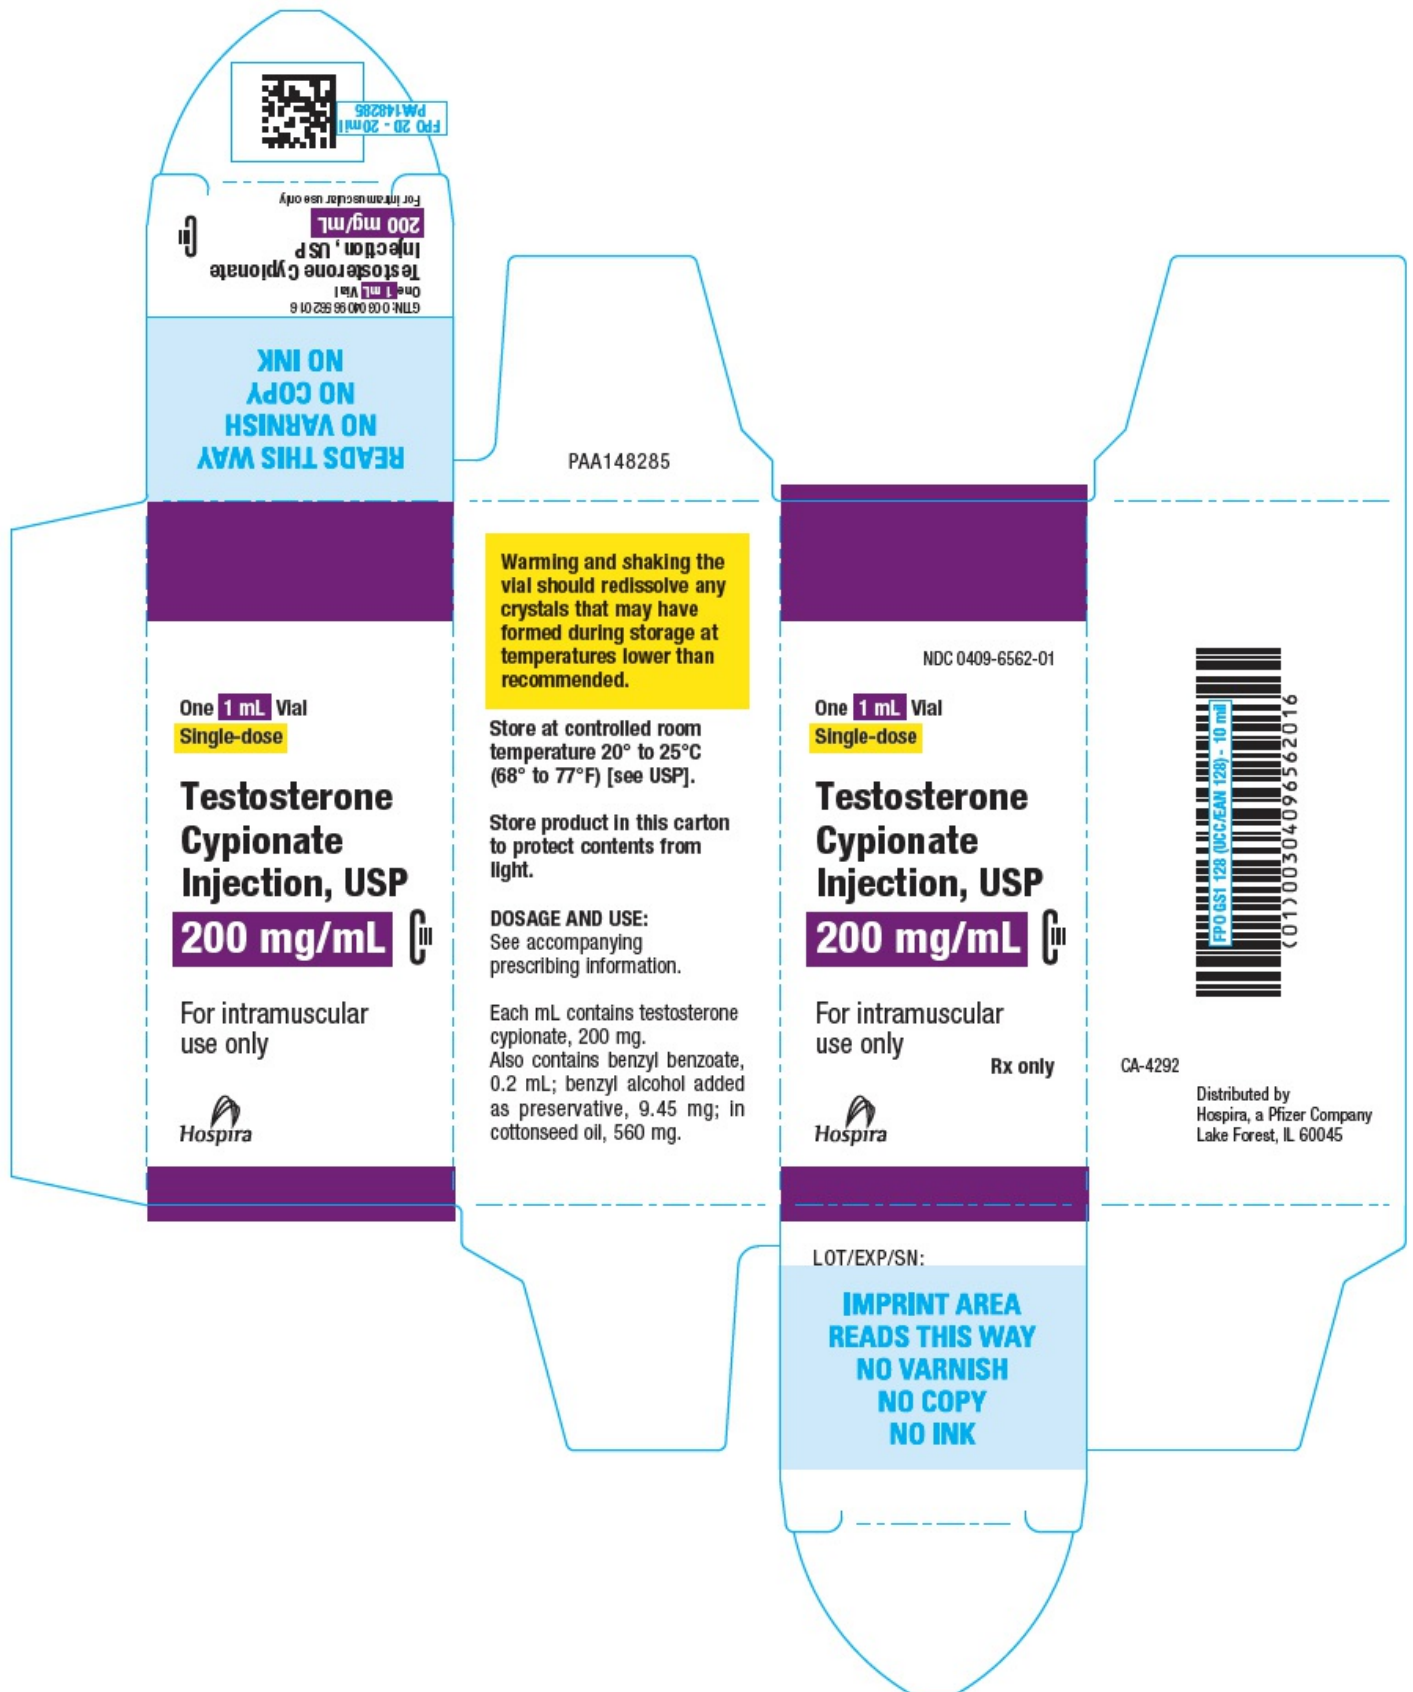 FPO 2D - 20 mil
PAA148285
For intramuscular use only
200 mg/mL
CIII
Injection, USP
Testosterone Cypionate
One 1 mL Vial
GTIN: 0 03 040 96 562 01 6
READS THIS WAY
NO VARNISH
NO COPY
NO INK
One 1 mL Vial
Single-dose
Testosterone
Cypionate
Injection, USP
200 mg/mL CIII
For intramuscular
use only
Hospira
PAA148285
Warming and shaking the
vial should redissolve any
crystals that may have
formed during storage at
temperatures lower than
recommended.
Store at controlled room
temperature 20° to 25°C
(68° to 77°F) [see USP].
Store product in this carton
to protect contents from
light.
DOSAGE AND USE:
See accompanying
prescribing information.
Each mL contains testosterone
cypionate, 200 mg.
Also contains benzyl benzoate,
0.2 mL; benzyl alcohol added
as preservative, 9.45 mg; in
cottonseed oil, 560 mg.
NDC 0409-6562-01
One 1 mL Vial
Single-dose
Testosterone
Cypionate
Injection, USP
200 mg/mL CIII
For intramuscular
use only
Rx only
Hospira
LOT/EXP/SN:
IMPRINT AREA
READS THIS WAY
NO VARNISH
NO COPY
NO INK
FPO GS1 128 (UCC/EAN 128) - 10 mil
(01)00304096562016
CA-4292
Distributed by
Hospira, a Pfizer Company
Lake Forest, IL 60045